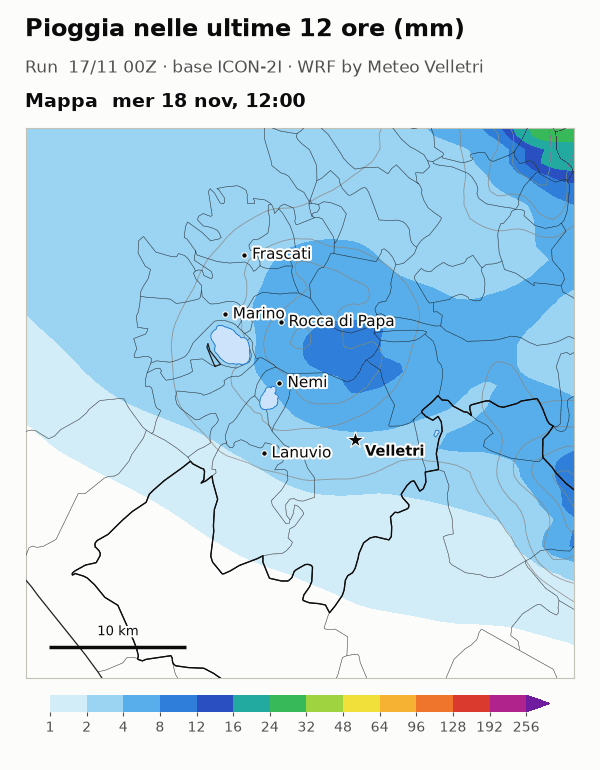 Pioggia nelle ultime 12 ore (mm)
Run  17/11 00Z · base ICON-2I · WRF by Meteo Velletri
Mappa  mer 18 nov, 12:00
Frascati
Marino
Rocca di Papa
Nemi
Velletri
Lanuvio
10 km
1 2 4 8 12 16 24 32 48 64 96 128 192 256